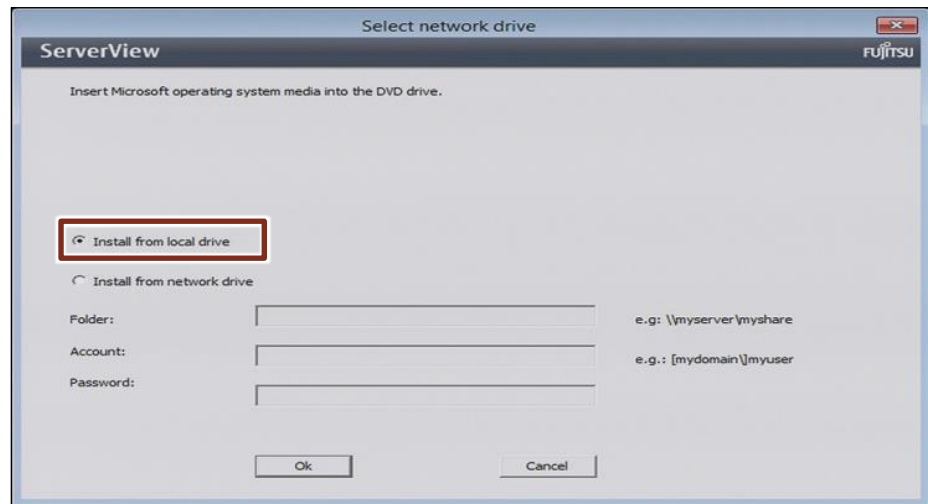 Select network drive
ServerView
FUJITSU
Insert Microsoft operating system media into the DVD drive.
Install from local drive
Install from network drive
Folder:
e.g: \\myserver\myshare
Account:
e.g.: [mydomain\]myuser
Password:
Ok
Cancel